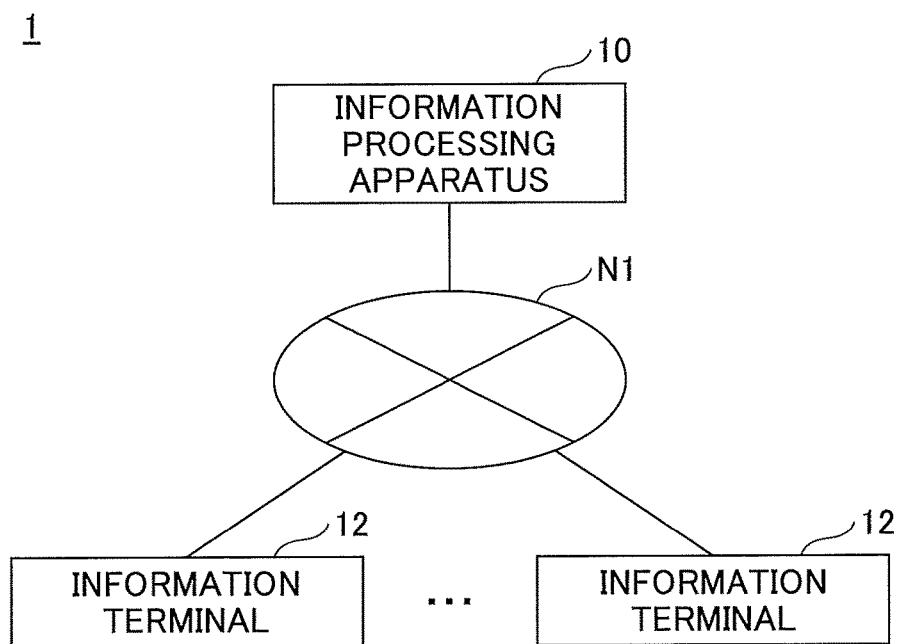 1
10
INFORMATION
PROCESSING
APPARATUS
N1
12
INFORMATION
TERMINAL
...
12
INFORMATION
TERMINAL